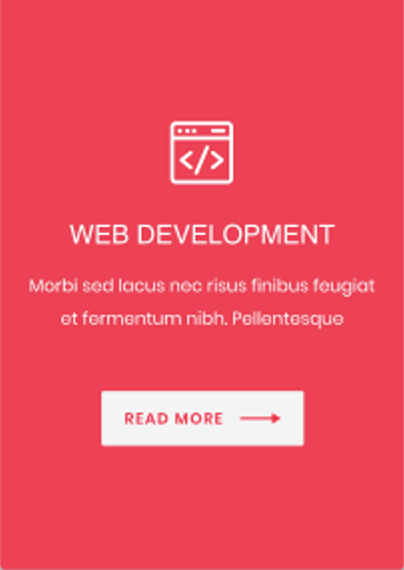 WEB DEVELOPMENT
Morbi sed lacus nec risus finibus feugiat
et fermentum nibh. Pellentesque
READ MORE